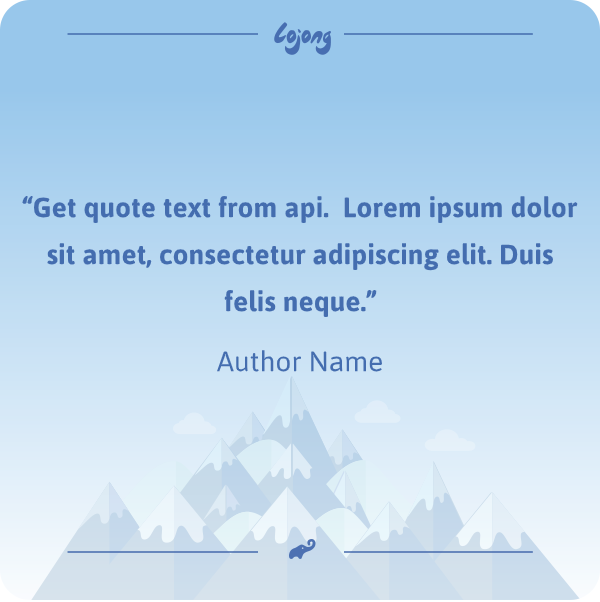 Lojong
“Get quote text from api.  Lorem ipsum dolor
sit amet, consectetur adipiscing elit. Duis
felis neque.”
Author Name